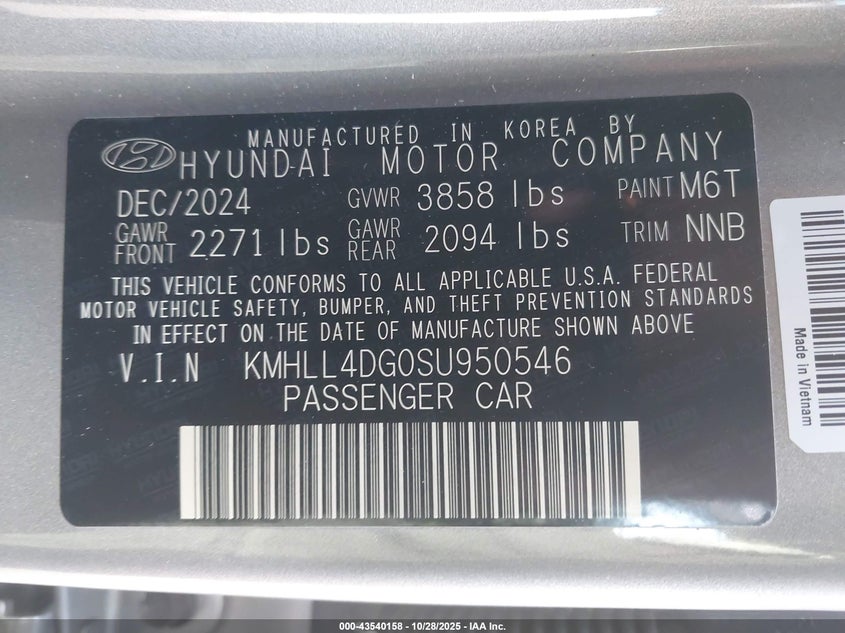 MANUFACTURED IN KOREA BY
HYUNDAI MOTOR COMPANY
DEC/2024 GVWR 3858 lbs PAINT M6T
GAWR FRONT 2271 lbs GAWR REAR 2094 lbs TRIM NNB
THIS VEHICLE CONFORMS TO ALL APPLICABLE U.S.A. FEDERAL
MOTOR VEHICLE SAFETY, BUMPER, AND THEFT PREVENTION STANDARDS
IN EFFECT ON THE DATE OF MANUFACTURE SHOWN ABOVE
V.I.N KMHLL4DG0SU950546
PASSENGER CAR
Made in Vietnam
000-43540158 | 10/28/2025 - IAA Inc.